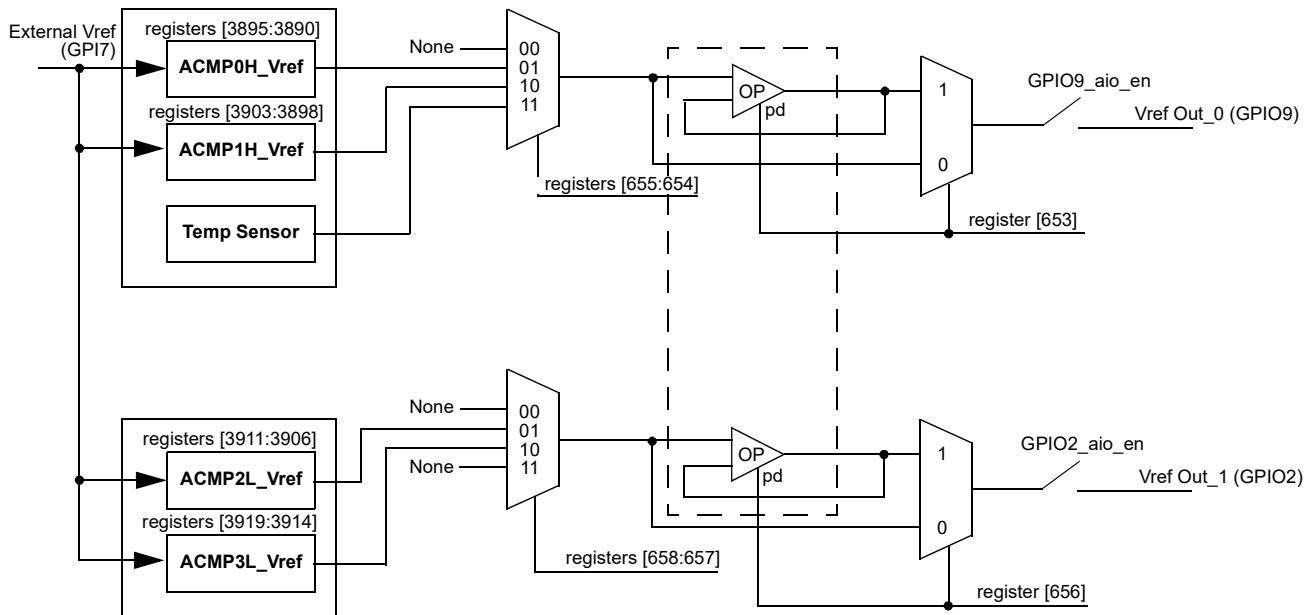 External Vref
(GPI7)
registers [3895:3890]
ACMP0H_Vref
registers [3903:3898]
ACMP1H_Vref
Temp Sensor
None
00
01
10
11
registers [655:654]
OP
pd
1
0
register [653]
GPIO9_aio_en
Vref Out_0 (GPIO9)
registers [3911:3906]
ACMP2L_Vref
registers [3919:3914]
ACMP3L_Vref
None
None
00
01
10
11
registers [658:657]
OP
pd
1
0
register [656]
GPIO2_aio_en
Vref Out_1 (GPIO2)